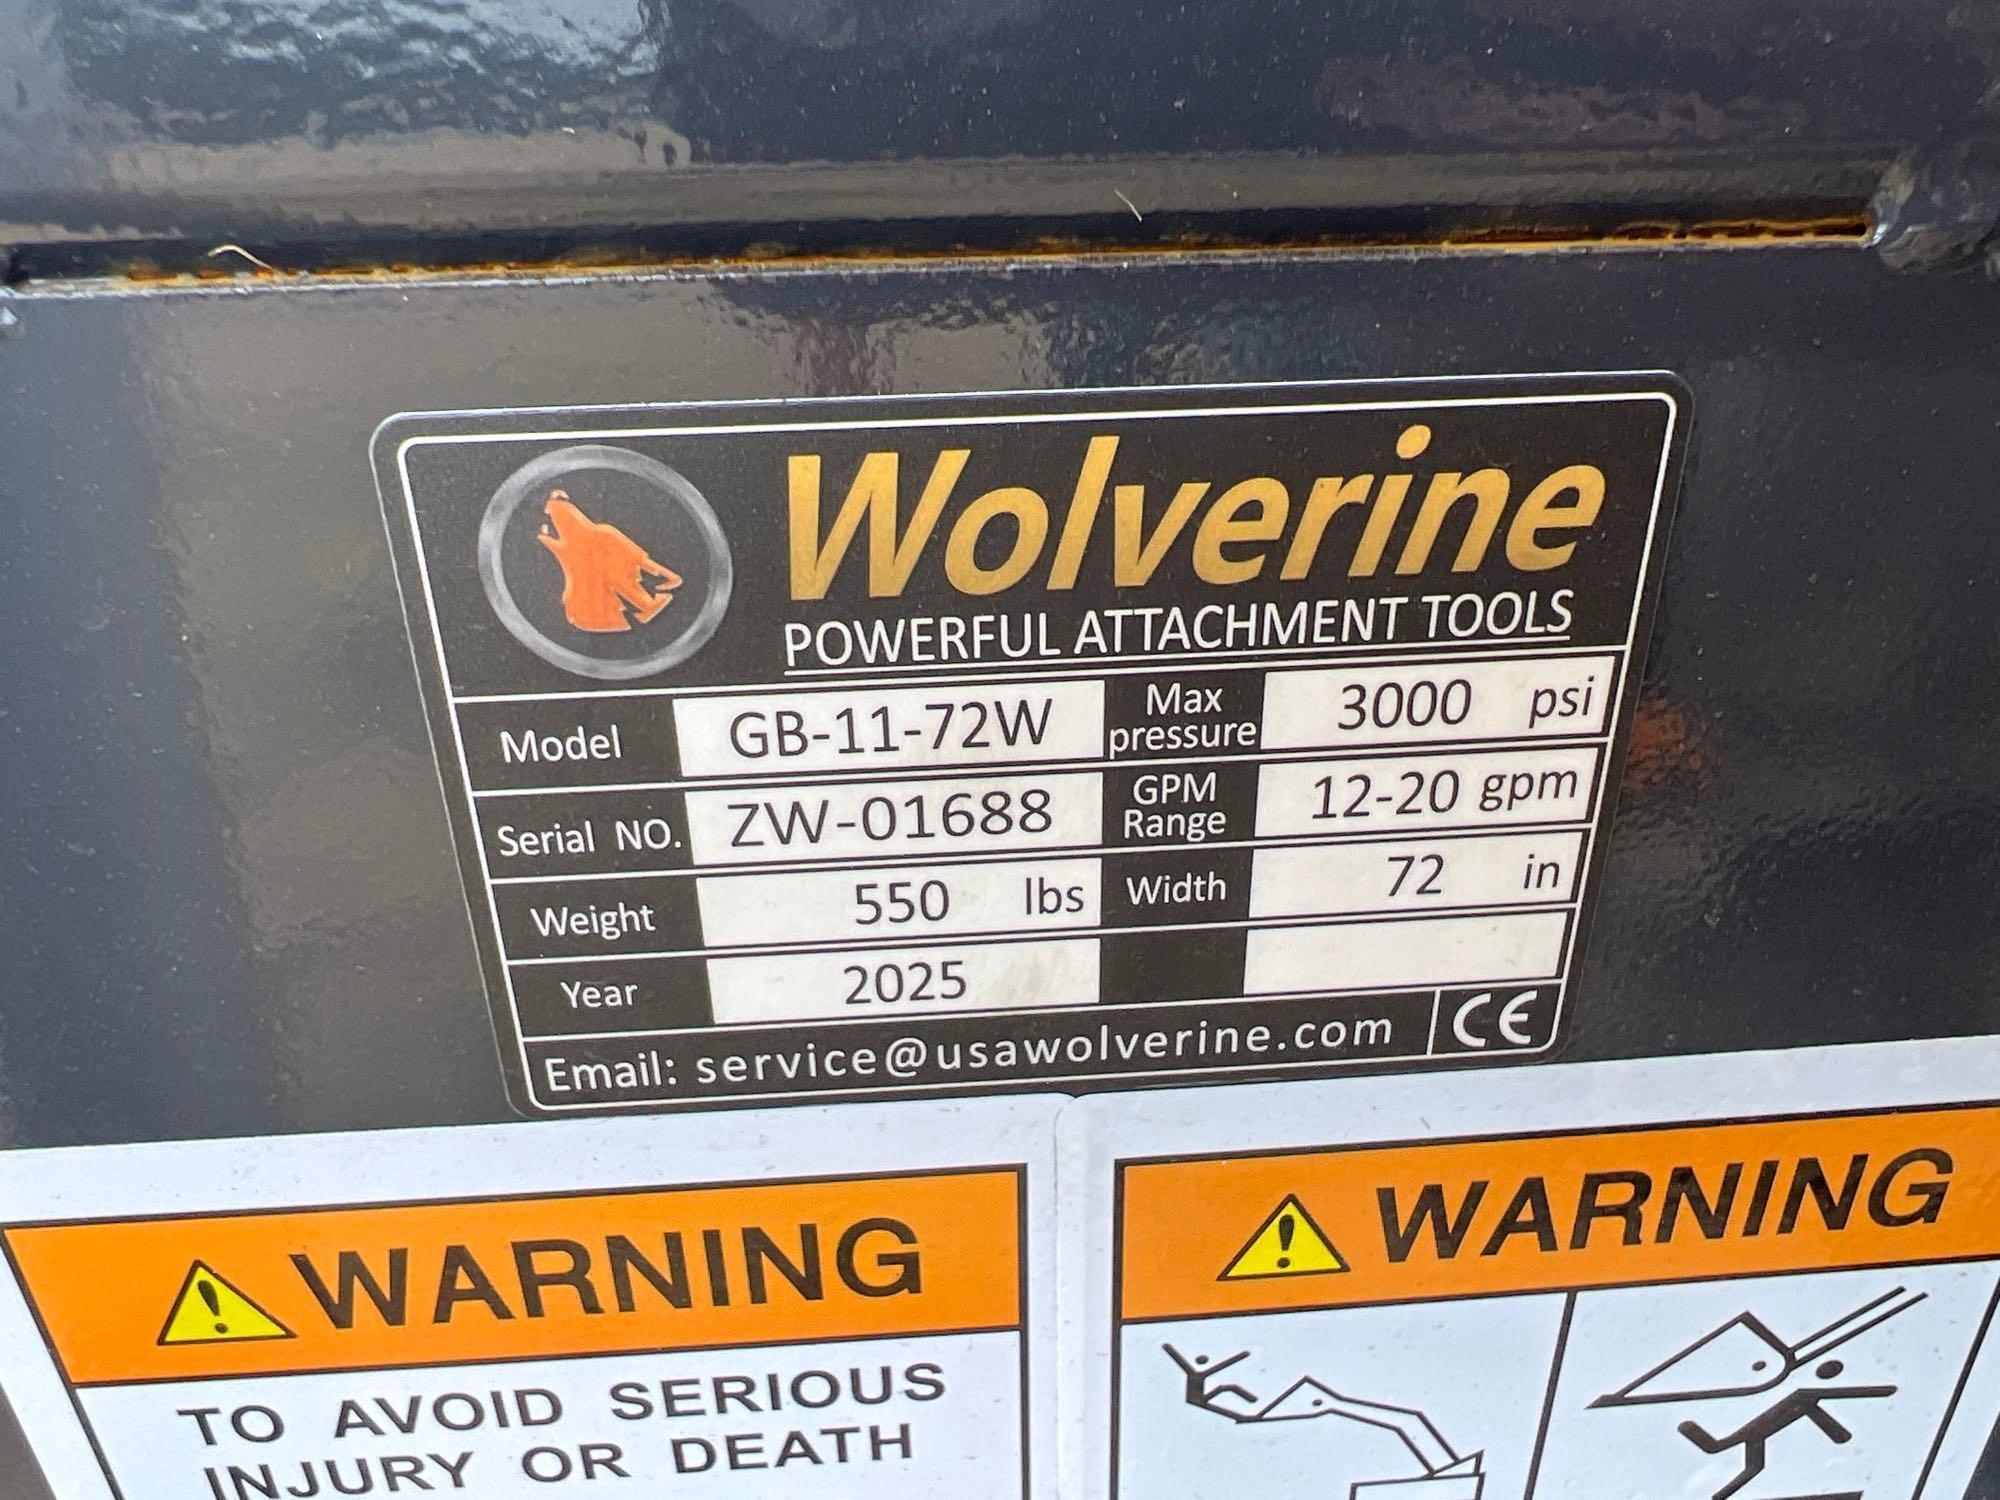 Wolverine
POWERFUL ATTACHMENT TOOLS
Model GB-11-72W Max pressure 3000 psi
Serial NO. ZW-01688 GPM Range 12-20 gpm
Weight 550 lbs Width 72 in
Year 2025
Email: service@usawolverine.com CE
WARNING
TO AVOID SERIOUS
INJURY OR DEATH
WARNING